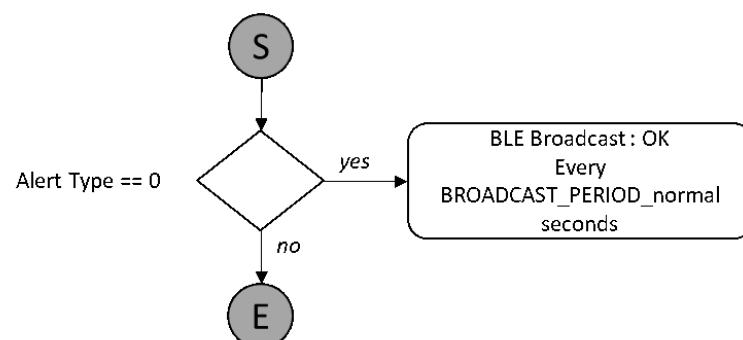 S
Alert Type == 0
yes
BLE Broadcast: OK
Every
BROADCAST_PERIOD_normal
seconds
no
E